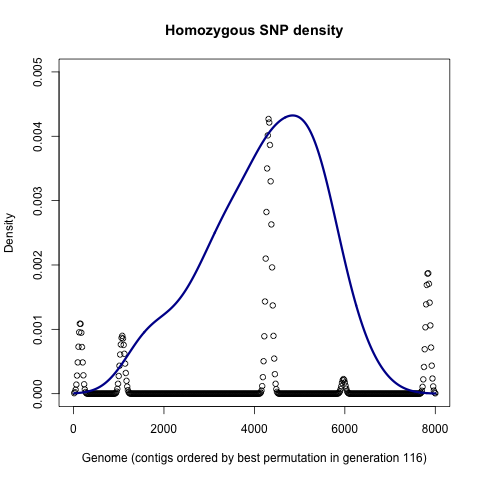 Homozygous SNP density
0.005
0.004
0.003
0.002
0.001
0.000
Density
0 2000 4000 6000 8000
Genome (contigs ordered by best permutation in generation 116)